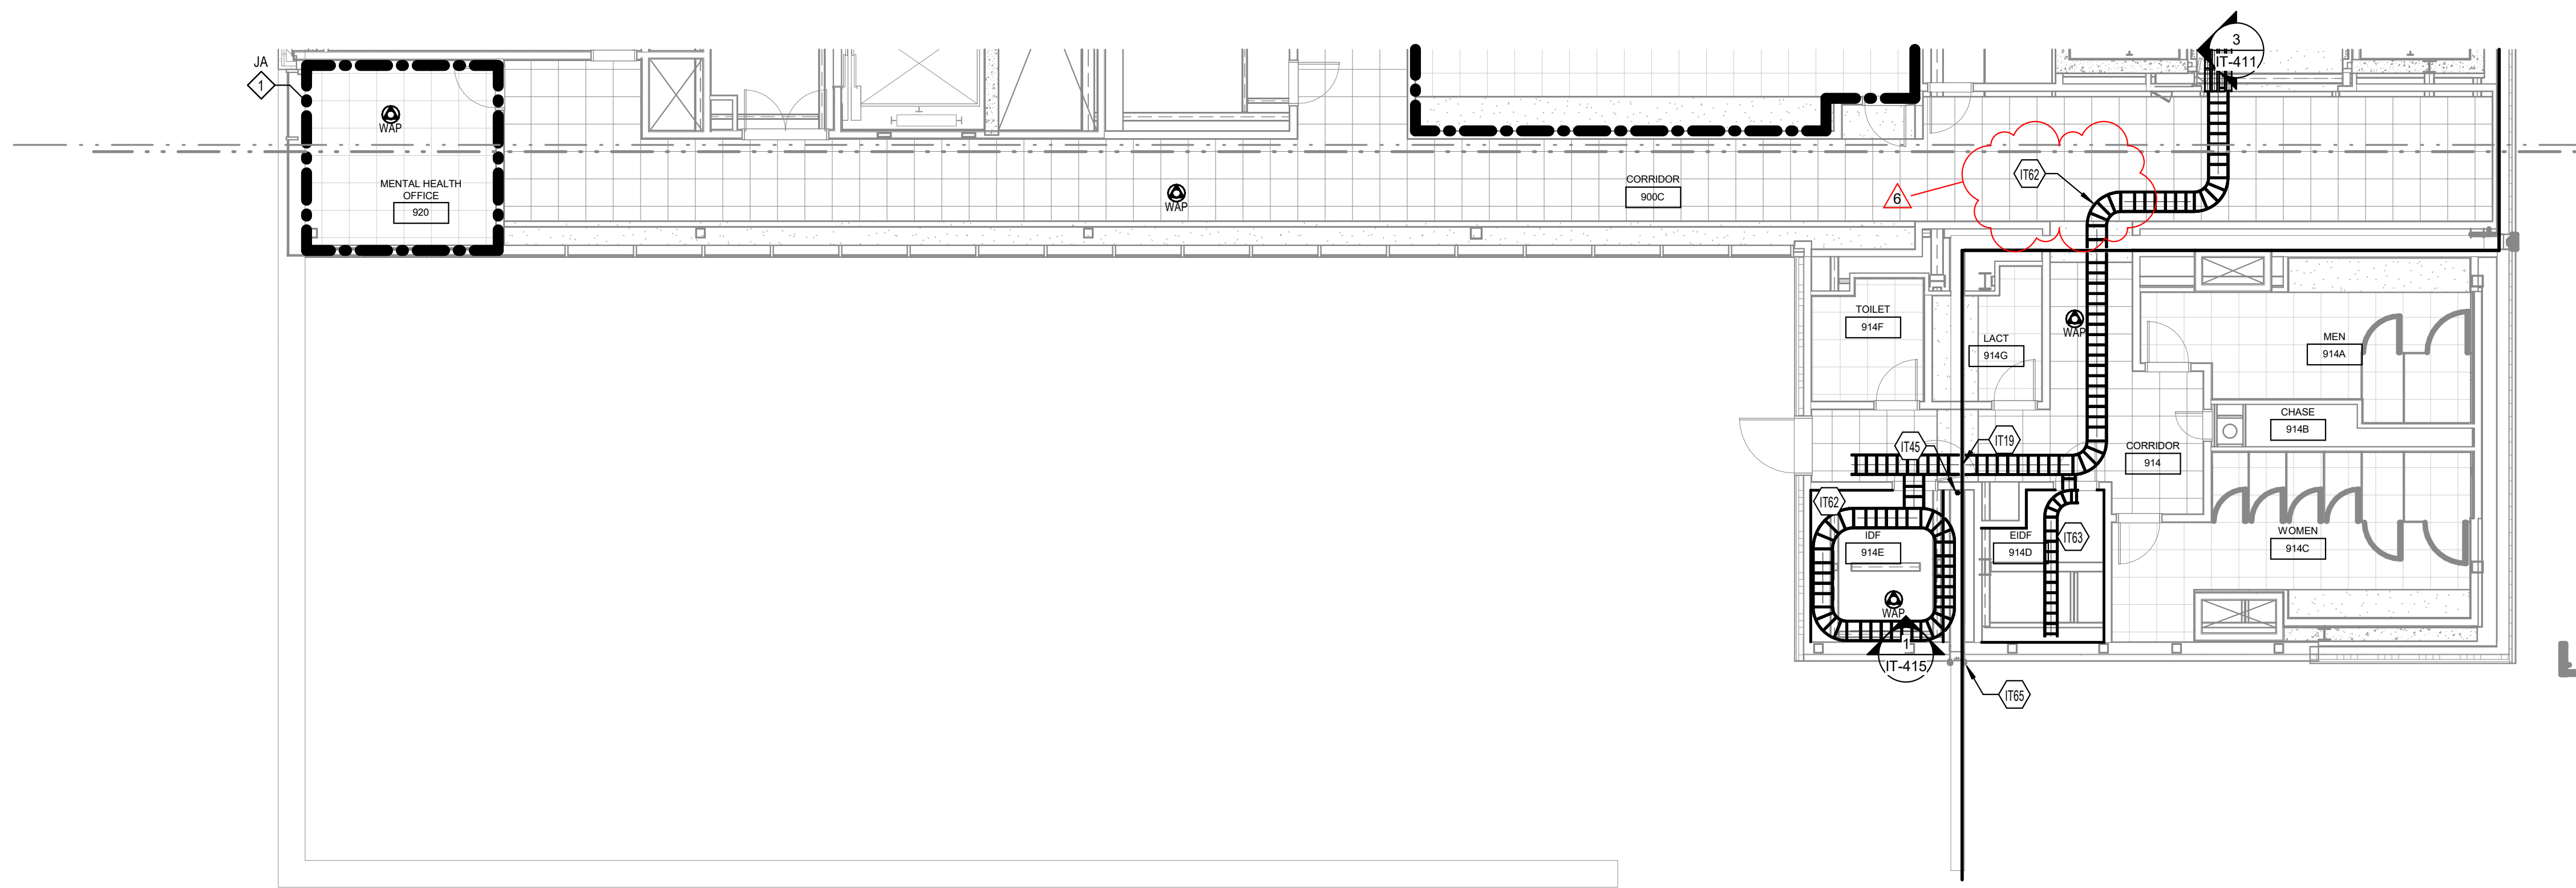 JA
1
WAP
MENTAL HEALTH
OFFICE
920
WAP
CORRIDOR
900C
6
IT62
3
IT-411
TOILET
914F
LACT
914G
WAP
MEN
914A
CHASE
914B
CORRIDOR
914
IT45
IT19
IT62
IDF
914E
EIDF
914D
IT63
WOMEN
914C
WAP
1
IT-415
IT65